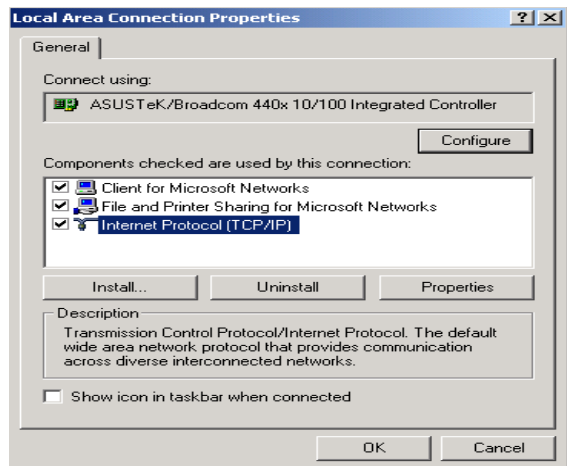 Local Area Connection Properties
General
Connect using:
ASUSTeK/Broadcom 440x 10/100 Integrated Controller
Configure
Components checked are used by this connection:
Client for Microsoft Networks
File and Printer Sharing for Microsoft Networks
Internet Protocol (TCP/IP)
Install...
Uninstall
Properties
Description
Transmission Control Protocol/Internet Protocol. The default
wide area network protocol that provides communication
across diverse interconnected networks.
Show icon in taskbar when connected
OK
Cancel